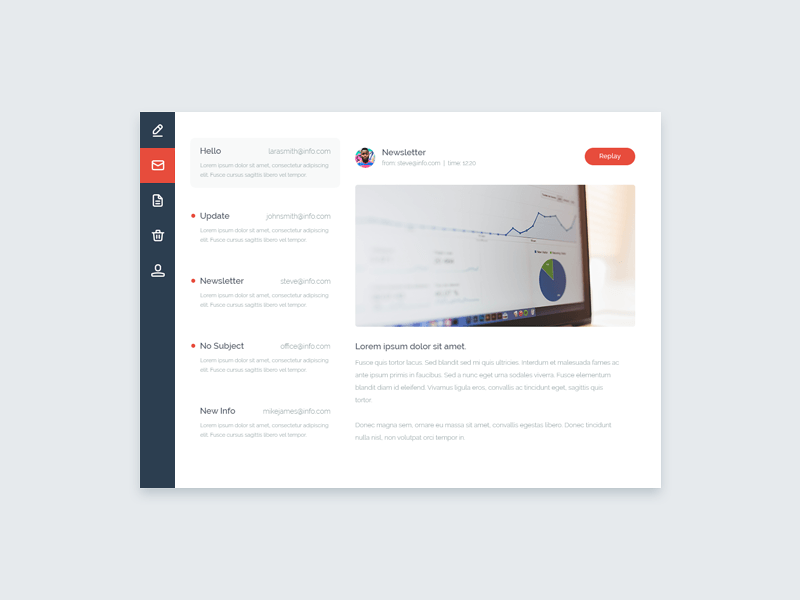 Hello larasmith@info.com
Lorem ipsum dolor sit amet, consectetur adipiscing
elit. Fusce cursus sagittis libero vel tempor.
Update johnsmith@info.com
Lorem ipsum dolor sit amet, consectetur adipiscing
elit. Fusce cursus sagittis libero vel tempor.
Newsletter steve@info.com
Lorem ipsum dolor sit amet, consectetur adipiscing
elit. Fusce cursus sagittis libero vel tempor.
No Subject office@info.com
Lorem ipsum dolor sit amet, consectetur adipiscing
elit. Fusce cursus sagittis libero vel tempor.
New Info mikejames@info.com
Lorem ipsum dolor sit amet, consectetur adipiscing
elit. Fusce cursus sagittis libero vel tempor.
Newsletter
from: steve@info.com | time: 12:20
Replay
Lorem ipsum dolor sit amet.
Fusce quis tortor lacus. Sed blandit sed mi quis ultricies. Interdum et malesuada fames ac
ante ipsum primis in faucibus. Sed a nunc eget urna sodales viverra. Fusce elementum
blandit diam id eleifend. Vivamus ligula eros, convallis ac tincidunt eget, sagittis quis
tortor.
Donec magna sem, ornare eu massa sit amet, convallis egestas libero. Donec tincidunt
nulla nisl, non volutpat orci tempor in.